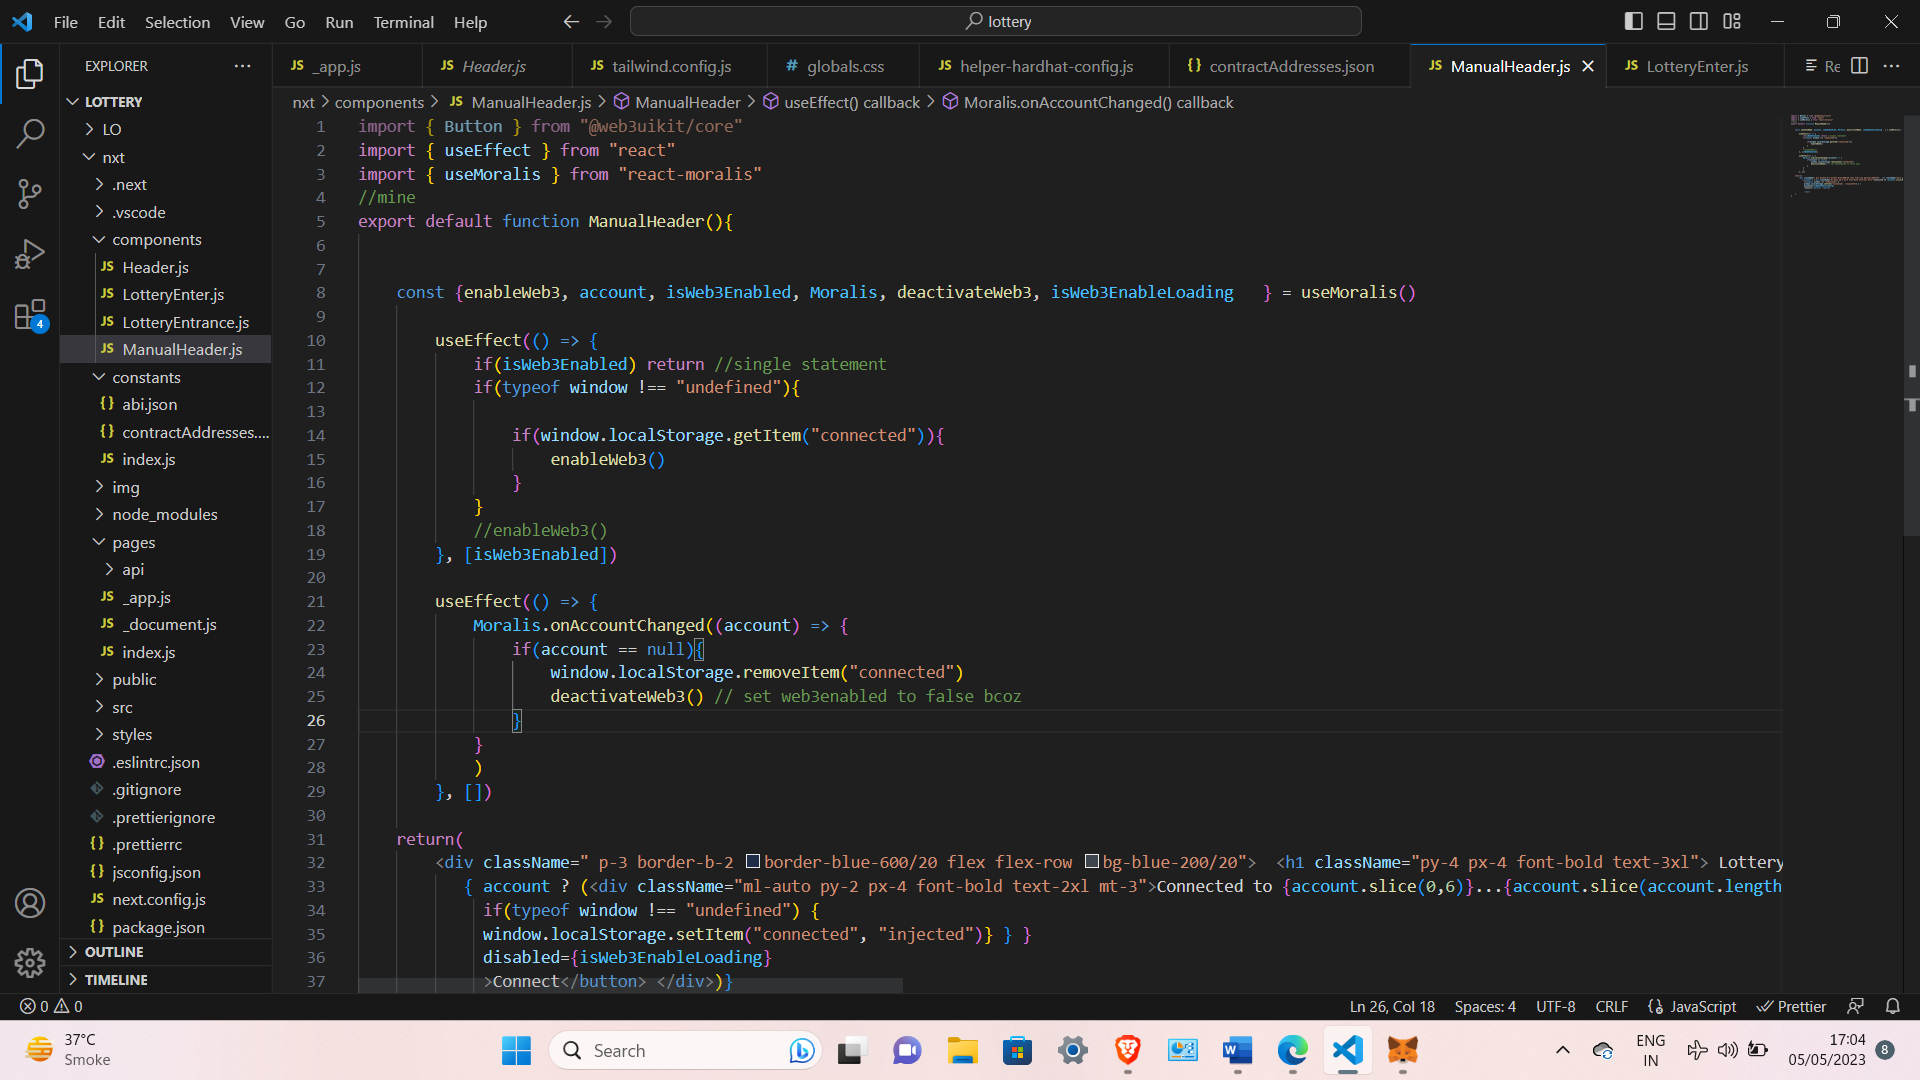 File Edit Selection View Go Run Terminal Help
lottery
EXPLORER
LOTTERY
LO
nxt
.next
.vscode
components
JS Header.js
JS LotteryEnter.js
JS LotteryEntrance.js
JS ManualHeader.js
constants
{} abi.json
{} contractAddresses....
JS index.js
img
node_modules
pages
api
JS _app.js
JS _document.js
JS index.js
public
src
styles
.eslintrc.json
.gitignore
.prettierignore
{} .prettierrc
{} jsconfig.json
JS next.config.js
{} package.json
OUTLINE
TIMELINE
4
JS _app.js JS Header.js JS tailwind.config.js # globals.css JS helper-hardhat-config.js {} contractAddresses.json JS ManualHeader.js JS LotteryEnter.js Re
nxt > components > JS ManualHeader.js > ManualHeader > useEffect() callback > Moralis.onAccountChanged() callback
1 import { Button } from "@web3uikit/core"
2 import { useEffect } from "react"
3 import { useMoralis } from "react-moralis"
4 //mine
5 export default function ManualHeader(){
6
7
8 const {enableWeb3, account, isWeb3Enabled, Moralis, deactivateWeb3, isWeb3EnableLoading } = useMoralis()
9
10 useEffect(() => {
11 if(isWeb3Enabled) return //single statement
12 if(typeof window !== "undefined"){
13
14 if(window.localStorage.getItem("connected")){
15 enableWeb3()
16 }
17 }
18 //enableWeb3()
19 }, [isWeb3Enabled])
20
21 useEffect(() => {
22 Moralis.onAccountChanged((account) => {
23 if(account == null){
24 window.localStorage.removeItem("connected")
25 deactivateWeb3() // set web3enabled to false bcoz
26 }
27 }
28 )
29 }, [])
30
31 return(
32 <div className=" p-3 border-b-2 border-blue-600/20 flex flex-row bg-blue-200/20"> <h1 className="py-4 px-4 font-bold text-3xl"> Lottery
33 { account ? (<div className="ml-auto py-2 px-4 font-bold text-2xl mt-3">Connected to {account.slice(0,6)}...{account.slice(account.length
34 if(typeof window !== "undefined") {
35 window.localStorage.setItem("connected", "injected")} } }
36 disabled={isWeb3EnableLoading}
37 >Connect</button> </div>)}
0 0 Ln 26, Col 18 Spaces: 4 UTF-8 CRLF {} JavaScript Prettier
37°C
Smoke
Search
ENG
IN
17:04
05/05/2023
8